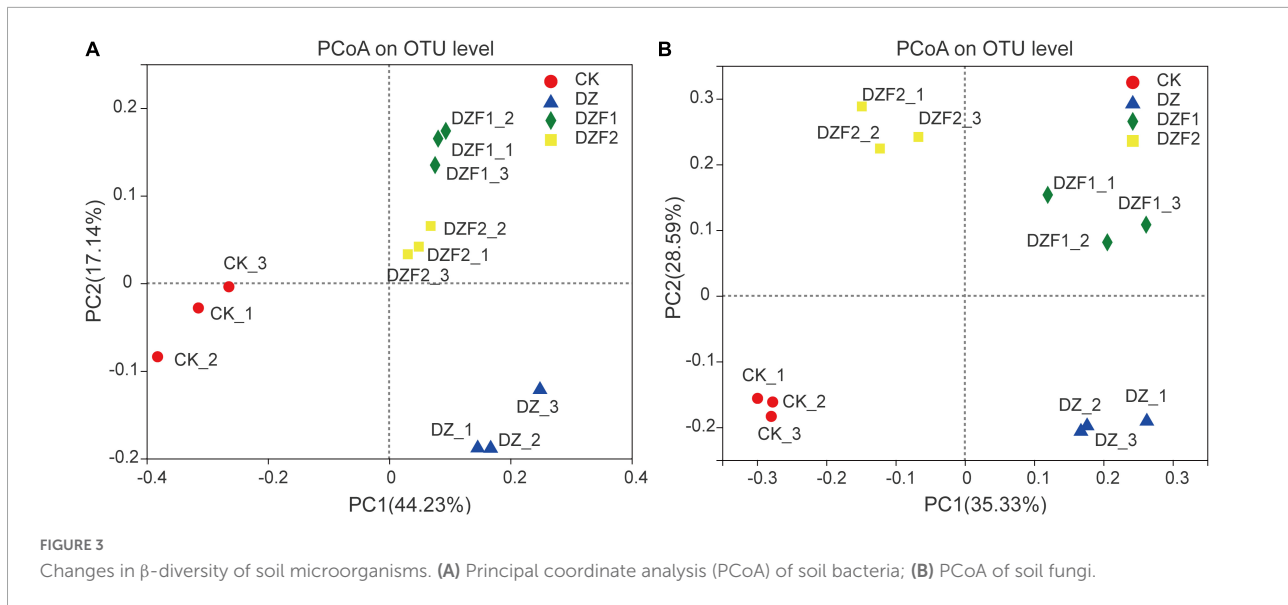 A
PCoA on OTU level
CK
DZ
DZF1
DZF2
DZF1_2
DZF1_1
DZF1_3
DZF2_2
DZF2_1
DZF2_3
CK_3
CK_1
CK_2
DZ_3
DZ_1
DZ_2
0.2
0.1
0
-0.1
-0.2
PC2(17.14%)
-0.4
-0.2
0
0.2
0.4
PC1(44.23%)
B
PCoA on OTU level
CK
DZ
DZF1
DZF2
DZF2_1
DZF2_3
DZF2_2
DZF1_1
DZF1_3
DZF1_2
CK_1
CK_2
CK_3
DZ_1
DZ_2
DZ_3
0.3
0.2
0.1
0
-0.1
-0.2
PC2(28.59%)
-0.3
-0.2
-0.1
0
0.1
0.2
0.3
PC1(35.33%)
FIGURE 3
Changes in β-diversity of soil microorganisms. (A) Principal coordinate analysis (PCoA) of soil bacteria; (B) PCoA of soil fungi.